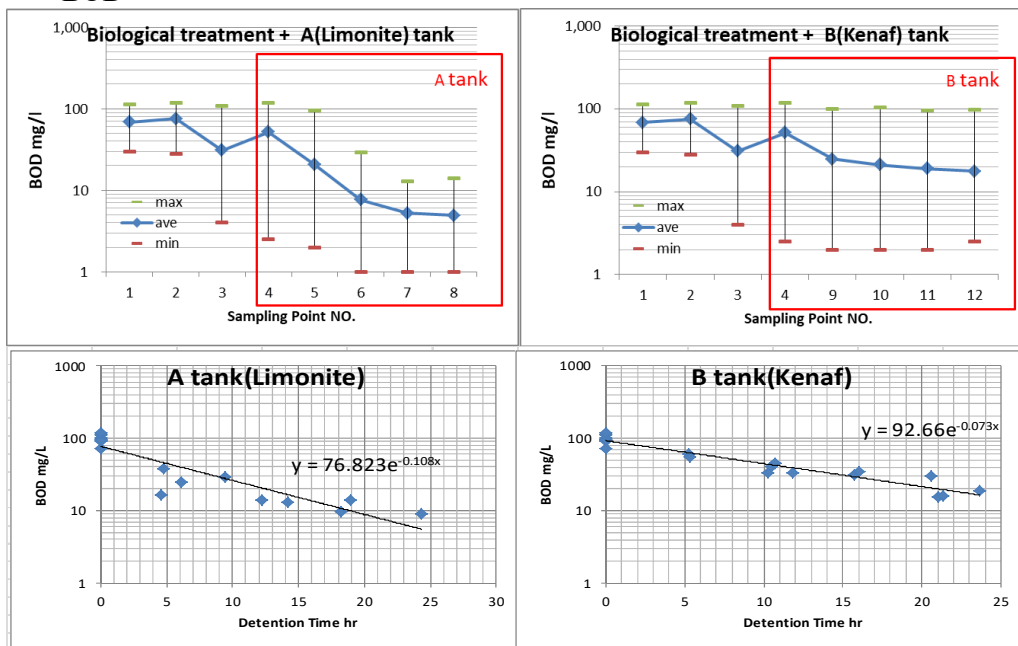 BOD
Biological treatment + A(Limonite) tank
A tank
BOD mg/l
1,000
100
10
1
max
ave
min
1 2 3 4 5 6 7 8
Sampling Point NO.
Biological treatment + B(Kenaf) tank
B tank
BOD mg/l
1,000
100
10
1
max
ave
min
1 2 3 4 9 10 11 12
Sampling Point NO.
A tank(Limonite)
BOD mg/L
1000
100
10
1
y = 76.823e^-0.108x
0 5 10 15 20 25 30
Detention Time hr
B tank(Kenaf)
BOD mg/L
1000
100
10
1
y = 92.66e^-0.073x
0 5 10 15 20 25
Detention Time hr